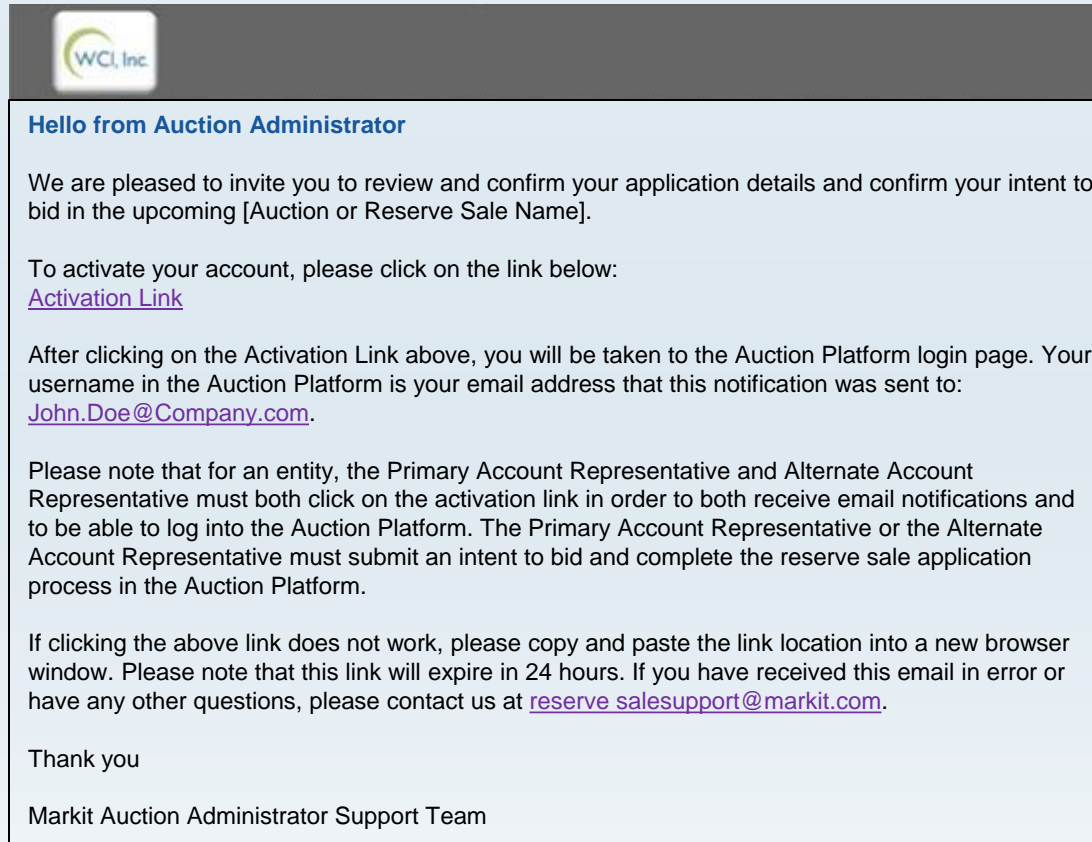 WCI, Inc.
Hello from Auction Administrator
We are pleased to invite you to review and confirm your application details and confirm your intent to
bid in the upcoming [Auction or Reserve Sale Name].
To activate your account, please click on the link below:
Activation Link
After clicking on the Activation Link above, you will be taken to the Auction Platform login page. Your
username in the Auction Platform is your email address that this notification was sent to:
John.Doe@Company.com.
Please note that for an entity, the Primary Account Representative and Alternate Account
Representative must both click on the activation link in order to both receive email notifications and
to be able to log into the Auction Platform. The Primary Account Representative or the Alternate
Account Representative must submit an intent to bid and complete the reserve sale application
process in the Auction Platform.
If clicking the above link does not work, please copy and paste the link location into a new browser
window. Please note that this link will expire in 24 hours. If you have received this email in error or
have any other questions, please contact us at reserve salesupport@markit.com.
Thank you
Markit Auction Administrator Support Team